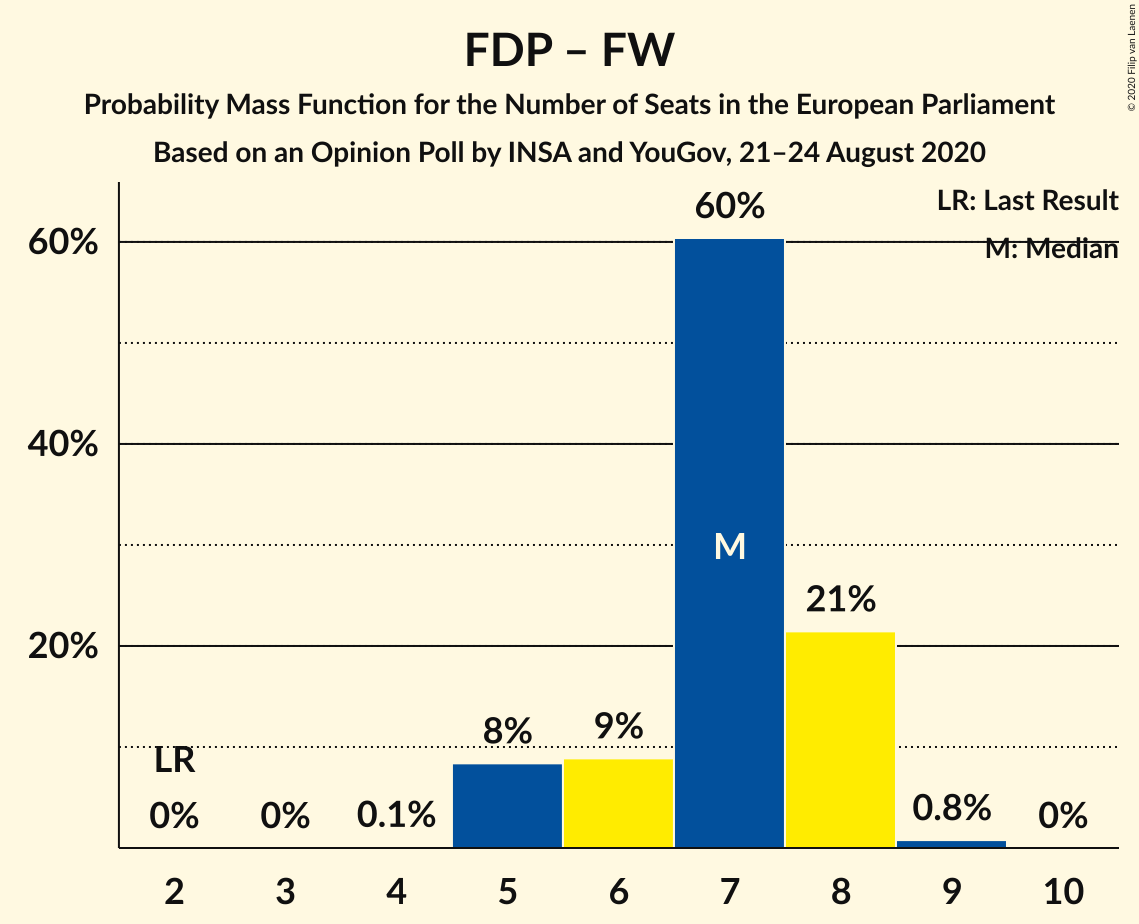 FDP – FW
Probability Mass Function for the Number of Seats in the European Parliament
Based on an Opinion Poll by INSA and YouGov, 21–24 August 2020
© 2020 Filip van Laenen
LR: Last Result
M: Median
60%
40%
20%
LR
0%
0%
0.1%
8%
9%
60%
M
21%
0.8%
0%
2 3 4 5 6 7 8 9 10